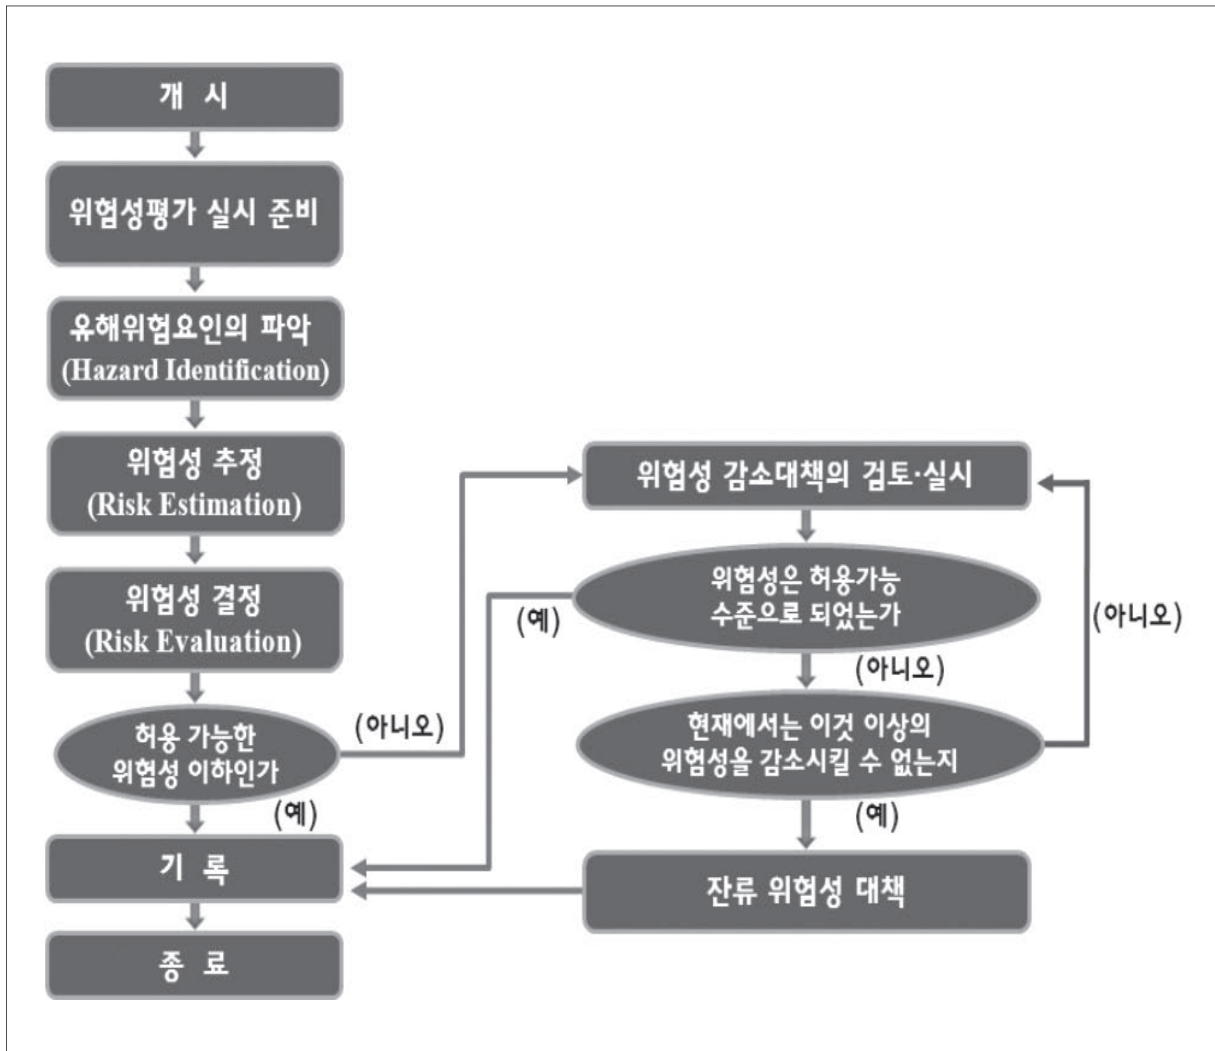 개 시
위험성평가 실시 준비
유해위험요인의 파악
(Hazard Identification)
위험성 추정
(Risk Estimation)
위험성 결정
(Risk Evaluation)
허용 가능한
위험성 이하인가
(아니오)
(예)
기 록
종 료
위험성 감소대책의 검토·실시
위험성은 허용가능
수준으로 되었는가
(예)
(아니오)
현재에서는 이것 이상의
위험성을 감소시킬 수 없는지
(아니오)
(예)
잔류 위험성 대책